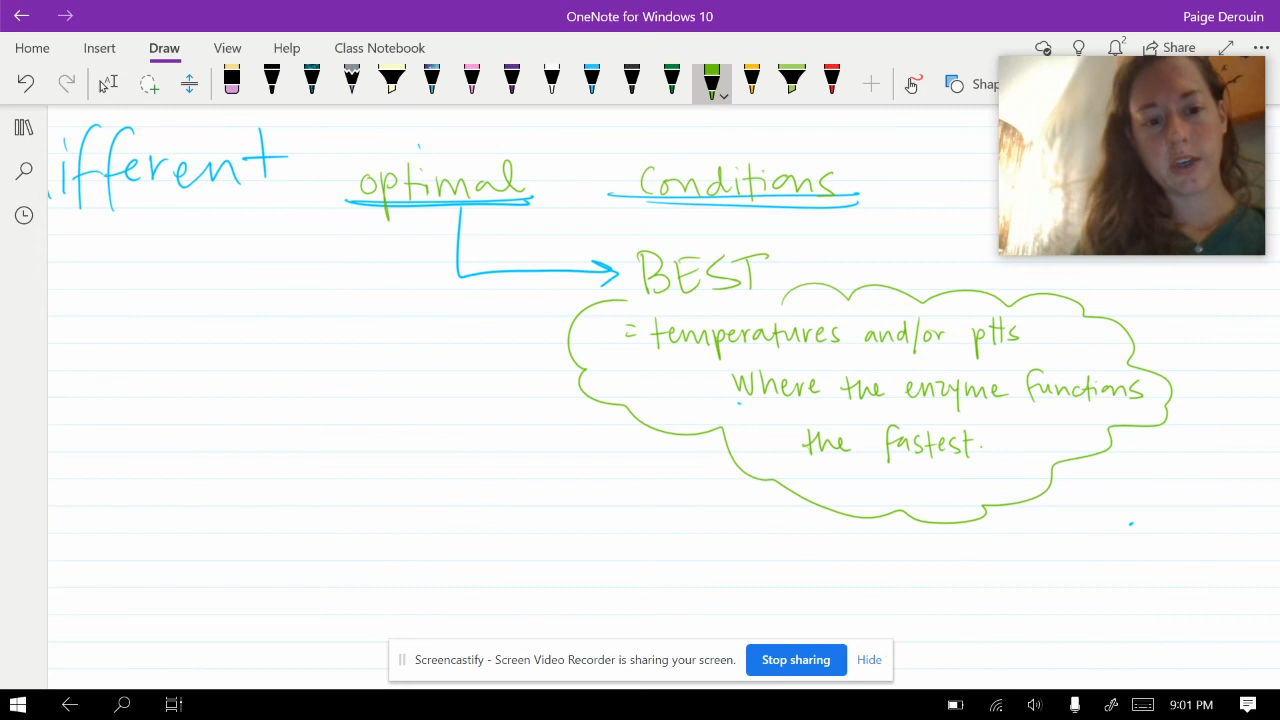 OneNote for Windows 10
Paige Derouin
Home Insert Draw View Help Class Notebook
2 Share
Shap
ifferent optimal Conditions
BEST
= temperatures and/or pHs
where the enzyme functions
the fastest.
Screencastify - Screen Video Recorder is sharing your screen. Stop sharing Hide
9:01 PM